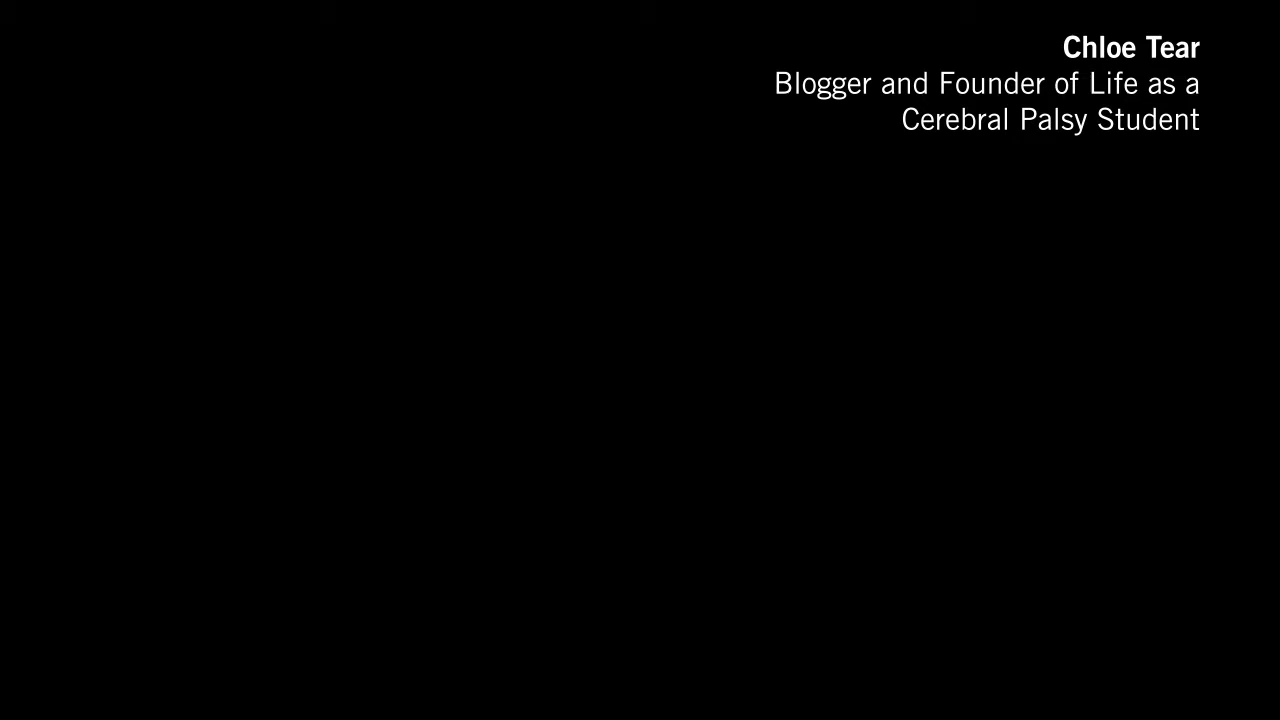 Chloe Tear
Blogger and Founder of Life as a
Cerebral Palsy Student